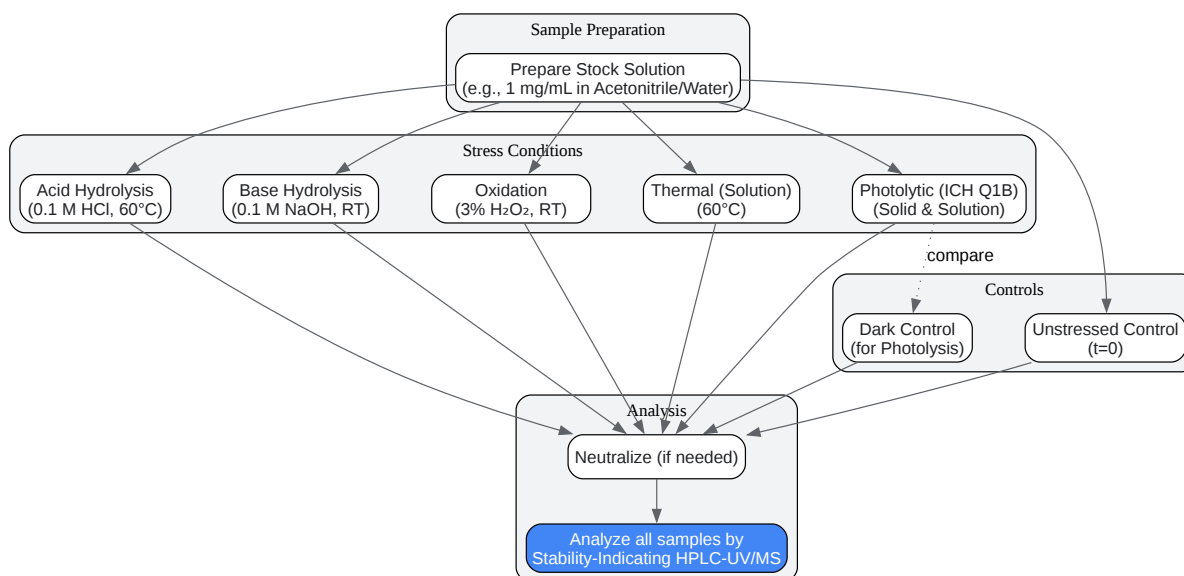 Sample Preparation
Prepare Stock Solution
(e.g., 1 mg/mL in Acetonitrile/Water)
Stress Conditions
Acid Hydrolysis
(0.1 M HCl, 60°C)
Base Hydrolysis
(0.1 M NaOH, RT)
Oxidation
(3% H₂O₂, RT)
Thermal (Solution)
(60°C)
Photolytic (ICH Q1B)
(Solid & Solution)
compare
Controls
Dark Control
(for Photolysis)
Unstressed Control
(t=0)
Analysis
Neutralize (if needed)
Analyze all samples by
Stability-Indicating HPLC-UV/MS